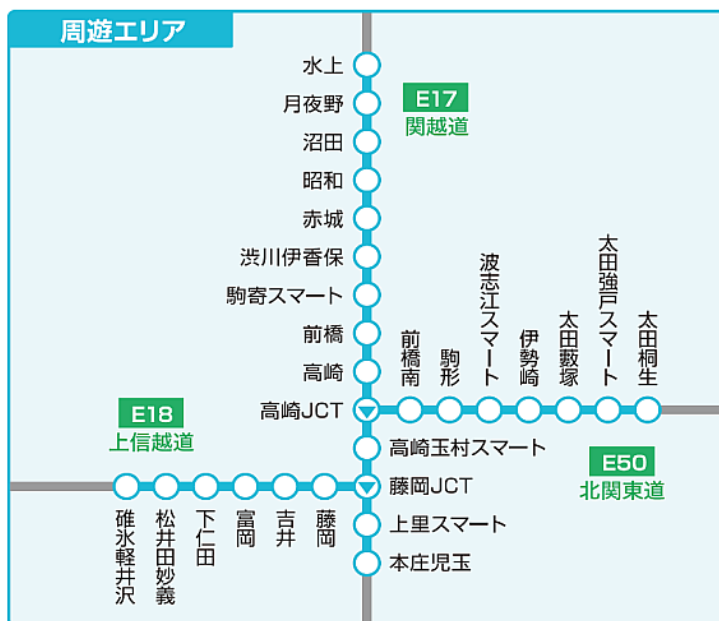 周遊エリア
水上
月夜野
沼田
昭和
赤城
渋川伊香保
駒寄スマート
前橋
高崎
高崎JCT
E17
関越道
前橋南
駒形
波志江スマート
伊勢崎
太田藪塚
太田強戸スマート
太田桐生
E18
上信越道
高崎玉村スマート
藤岡JCT
上里スマート
本庄児玉
E50
北関東道
碓氷軽井沢
松井田妙義
下仁田
富岡
吉井
藤岡